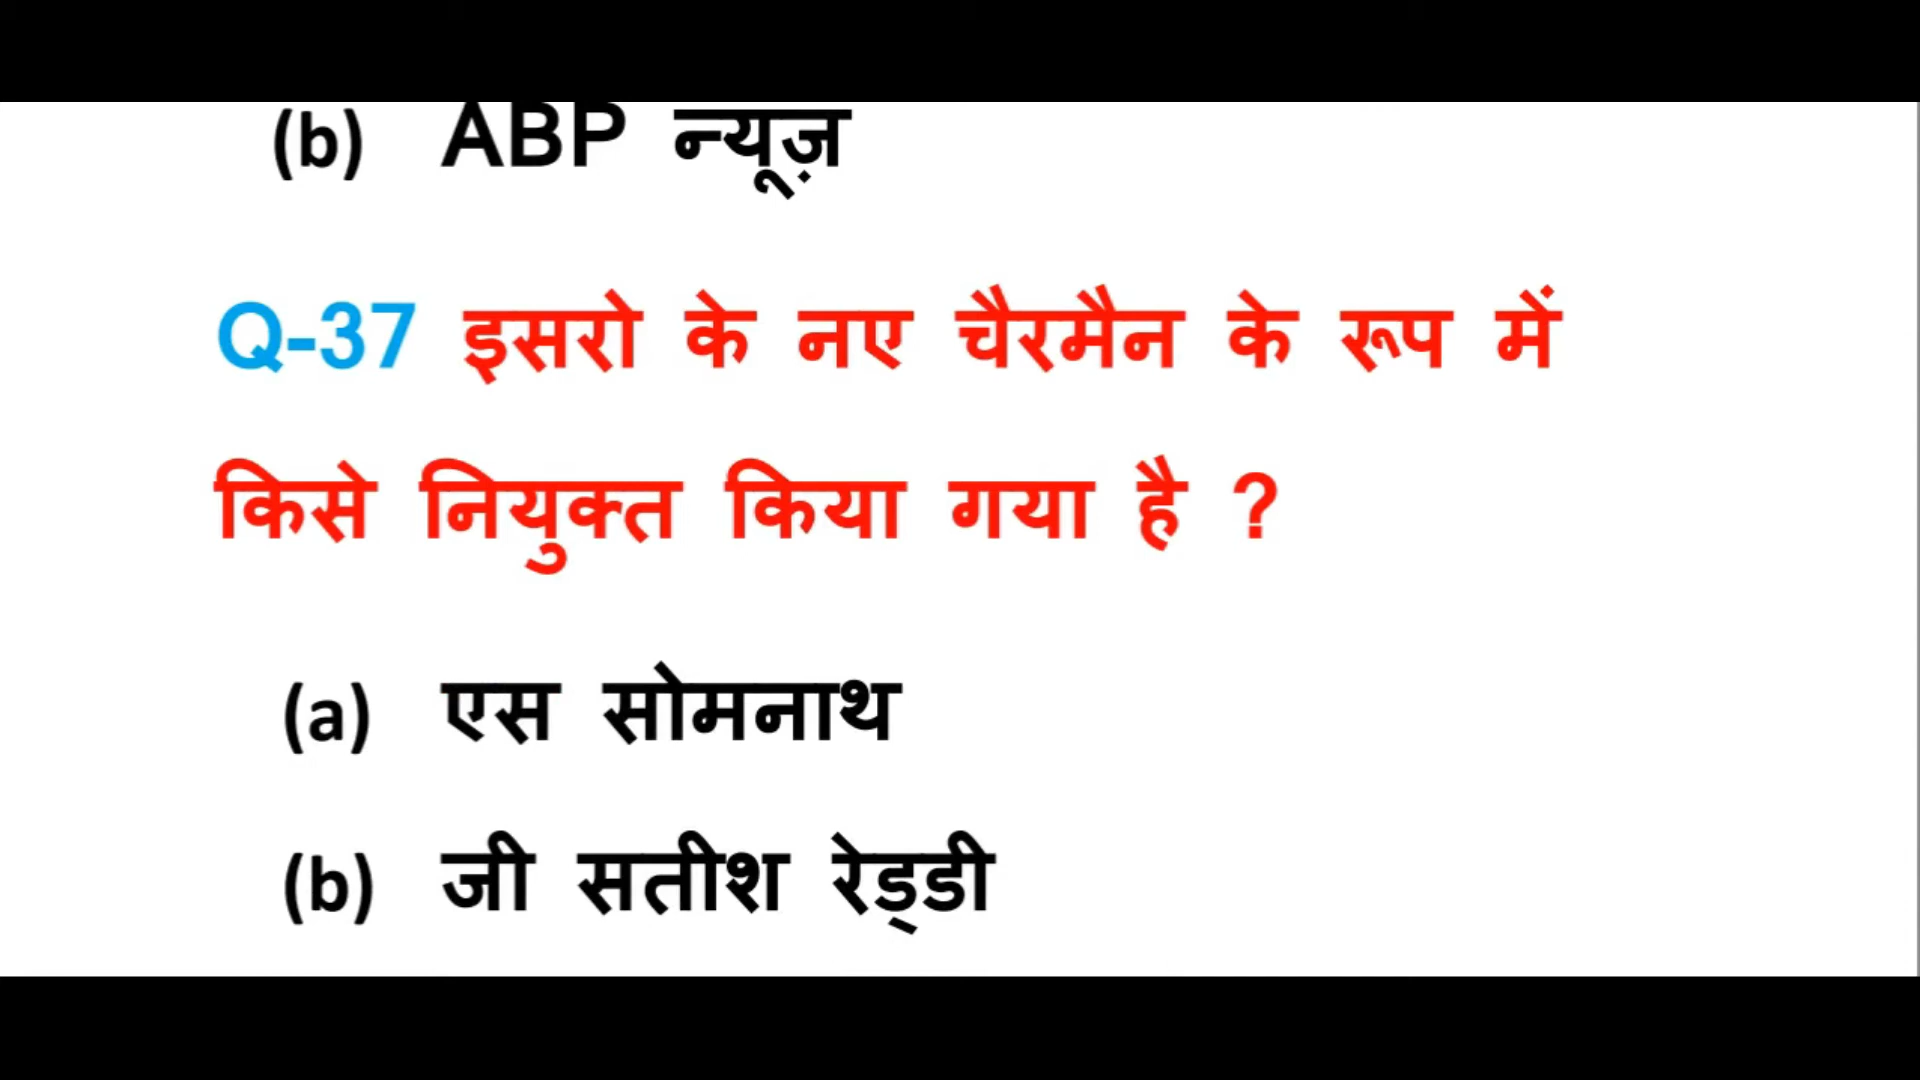 (b) ABP न्यूज़
Q-37 इसरो के नए चैरमैन के रूप में
किसे नियुक्त किया गया है ?
(a) एस सोमनाथ
(b) जी सतीश रेड्‌डी